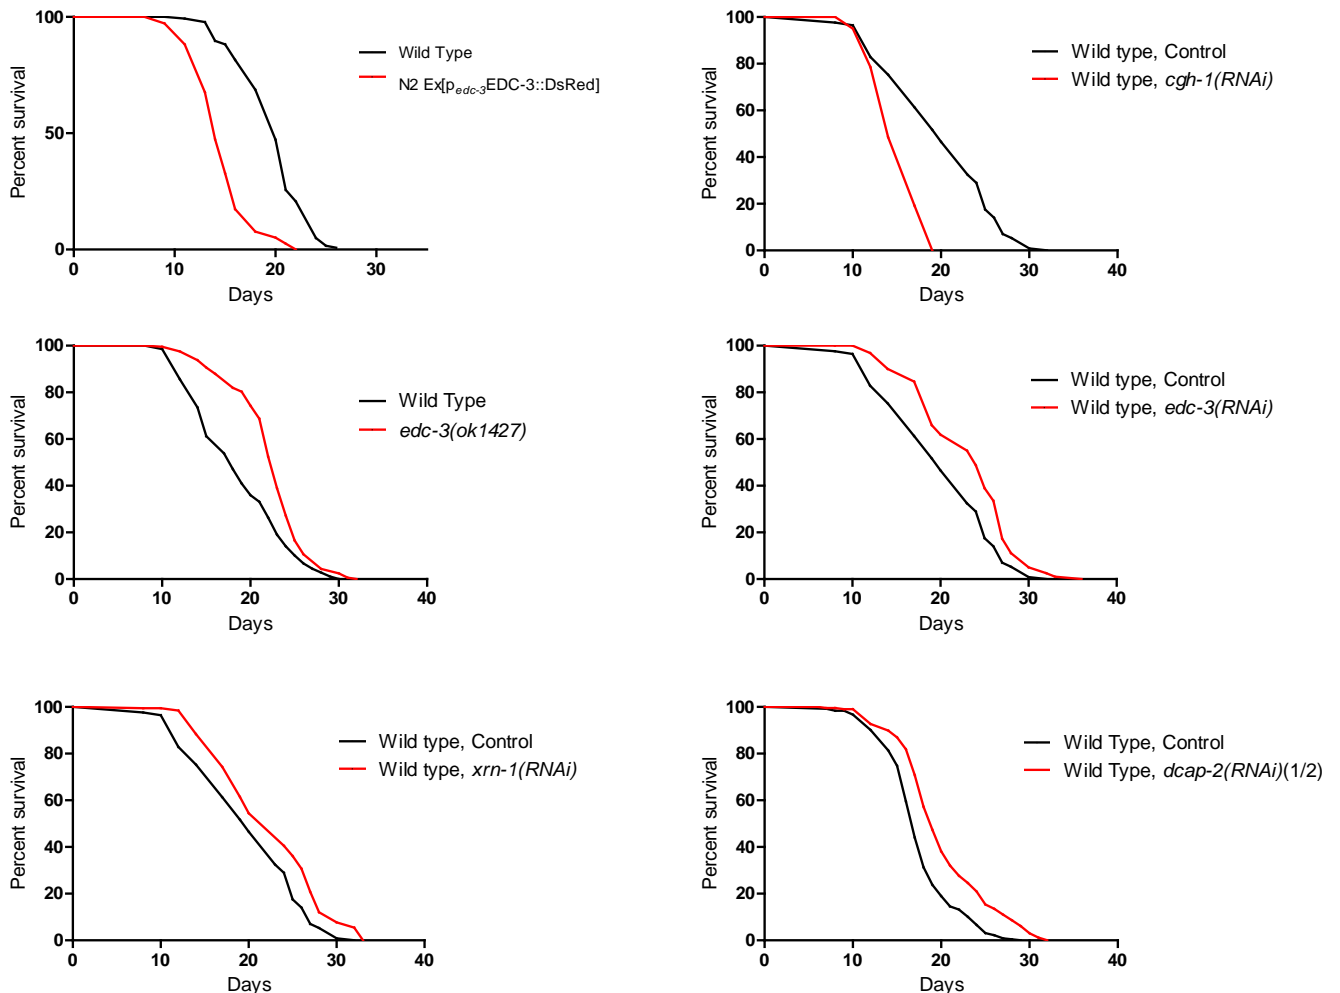 100
50
0
0 10 20 30
Percent survival
Days
Wild Type
N2 Ex[pedc-3EDC-3::DsRed]
100
80
60
40
20
0
0 10 20 30 40
Percent survival
Days
Wild type, Control
Wild type, cgh-1(RNAi)
100
80
60
40
20
0
0 10 20 30 40
Percent survival
Days
Wild Type
edc-3(ok1427)
100
80
60
40
20
0
0 10 20 30 40
Percent survival
Days
Wild type, Control
Wild type, edc-3(RNAi)
100
80
60
40
20
0
0 10 20 30 40
Percent survival
Days
Wild type, Control
Wild type, xrn-1(RNAi)
100
80
60
40
20
0
0 10 20 30 40
Percent survival
Days
Wild Type, Control
Wild Type, dcap-2(RNAi)(1/2)